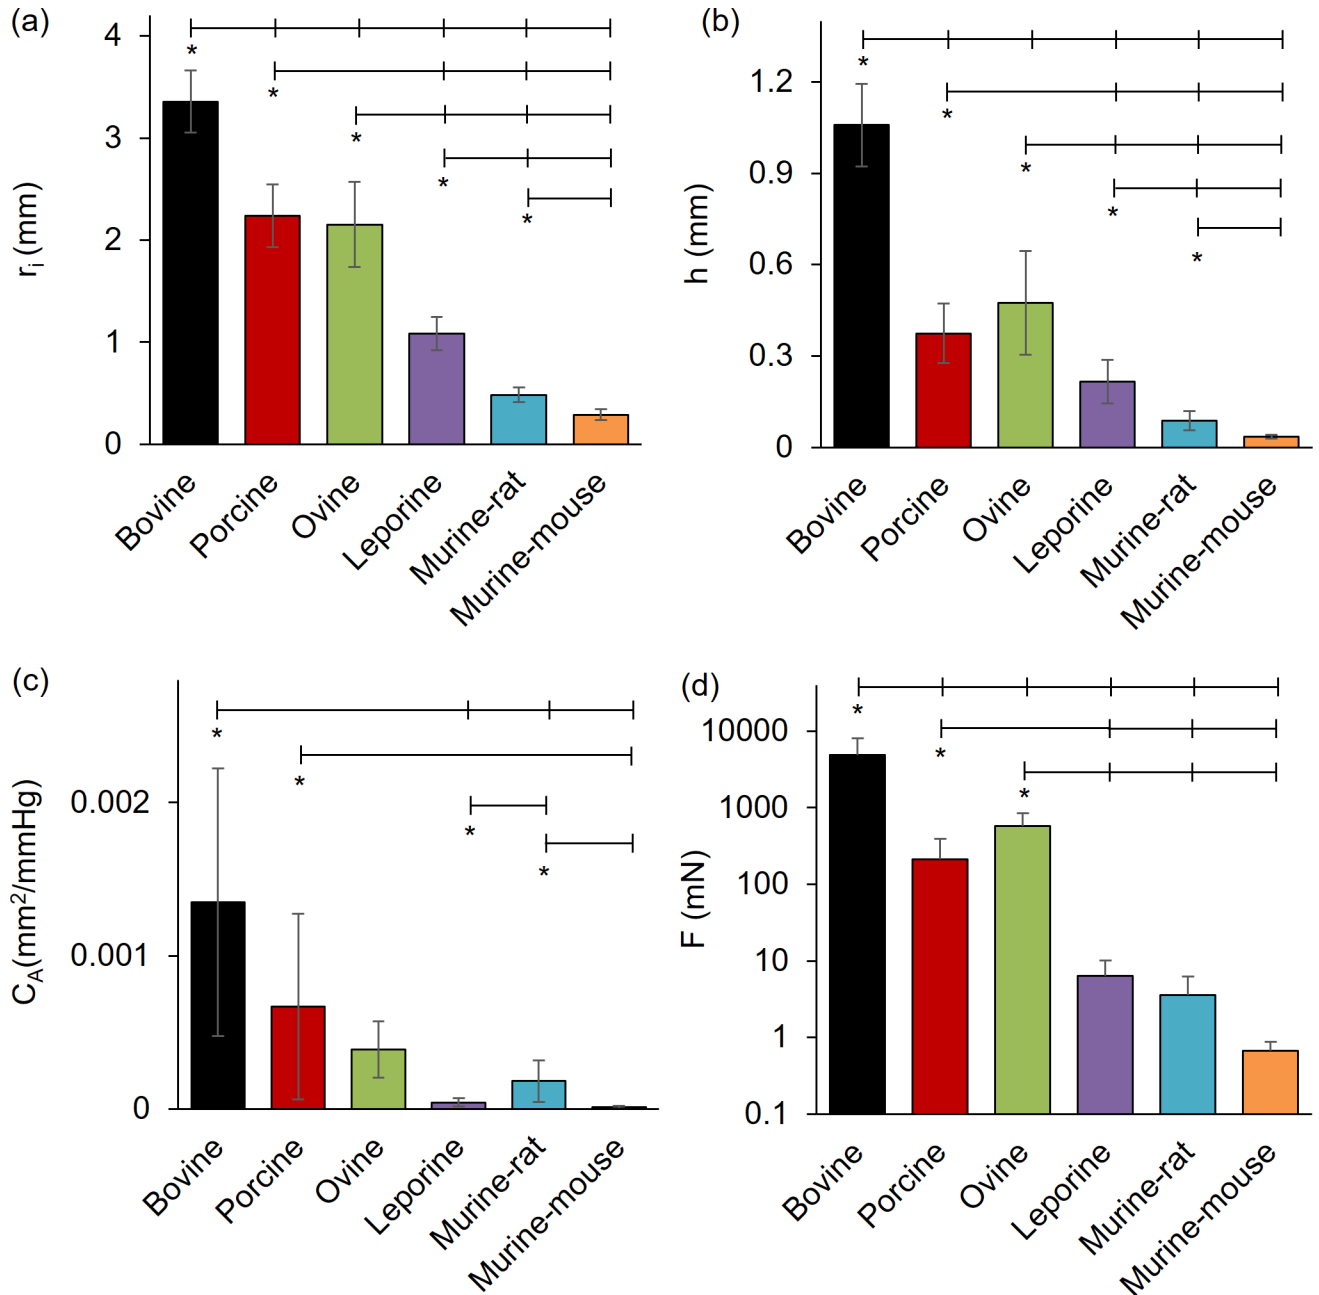 (a)
4
3
2
1
0
rᵢ (mm)
*
*
*
*
*
Bovine
Porcine
Ovine
Leporine
Murine-rat
Murine-mouse
(b)
1.2
0.9
0.6
0.3
0
h (mm)
*
*
*
*
*
Bovine
Porcine
Ovine
Leporine
Murine-rat
Murine-mouse
(c)
0.002
0.001
0
C_A(mm²/mmHg)
*
*
*
*
Bovine
Porcine
Ovine
Leporine
Murine-rat
Murine-mouse
(d)
10000
1000
100
10
1
0.1
F (mN)
*
*
*
Bovine
Porcine
Ovine
Leporine
Murine-rat
Murine-mouse